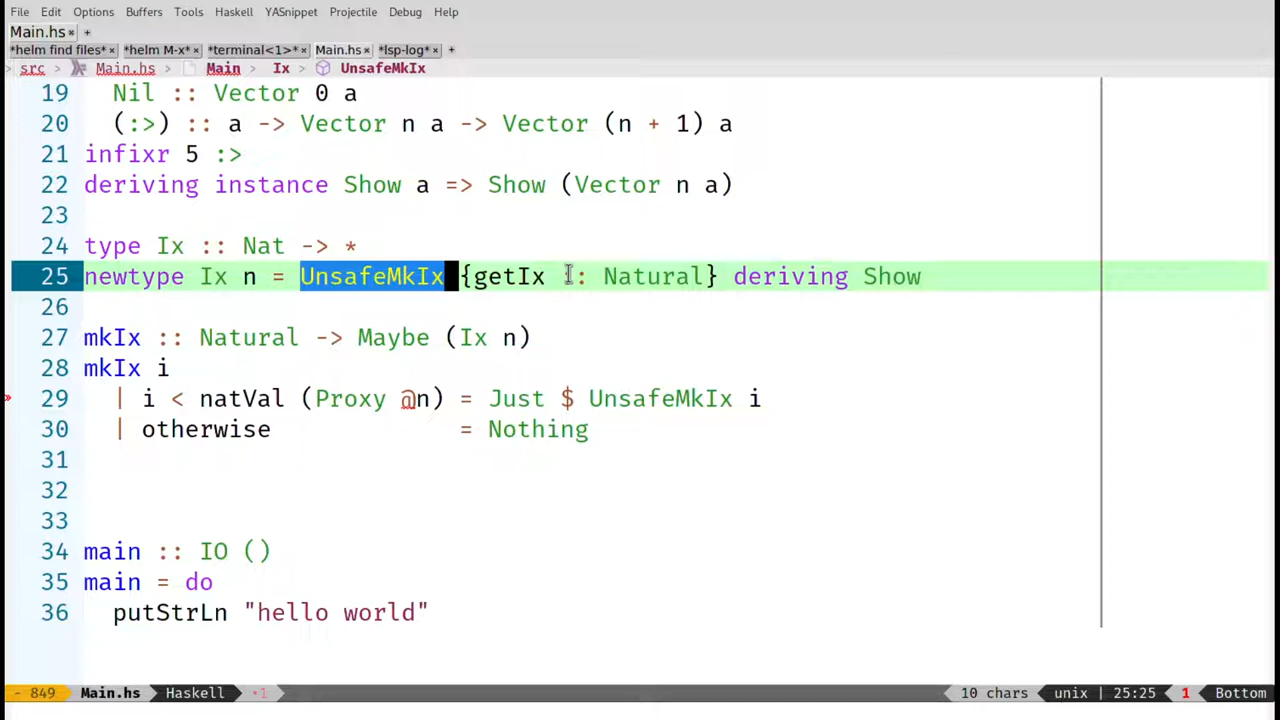 File Edit Options Buffers Tools Haskell YASnippet Projectile Debug Help
Main.hs × +
*helm find files* × *helm M-x* × *terminal<1>* × Main.hs × *lsp-log* × +
> src > Main.hs > Main > Ix > UnsafeMkIx
19 Nil :: Vector 0 a
20 (:>) :: a -> Vector n a -> Vector (n + 1) a
21 infixr 5 :>
22 deriving instance Show a => Show (Vector n a)
23
24 type Ix :: Nat -> *
25 newtype Ix n = UnsafeMkIx {getIx :: Natural} deriving Show
26
27 mkIx :: Natural -> Maybe (Ix n)
28 mkIx i
» 29 | i < natVal (Proxy @n) = Just $ UnsafeMkIx i
30 | otherwise = Nothing
31
32
33
34 main :: IO ()
35 main = do
36 putStrLn "hello world"
- 849 Main.hs Haskell •1 10 chars unix | 25:25 1 Bottom